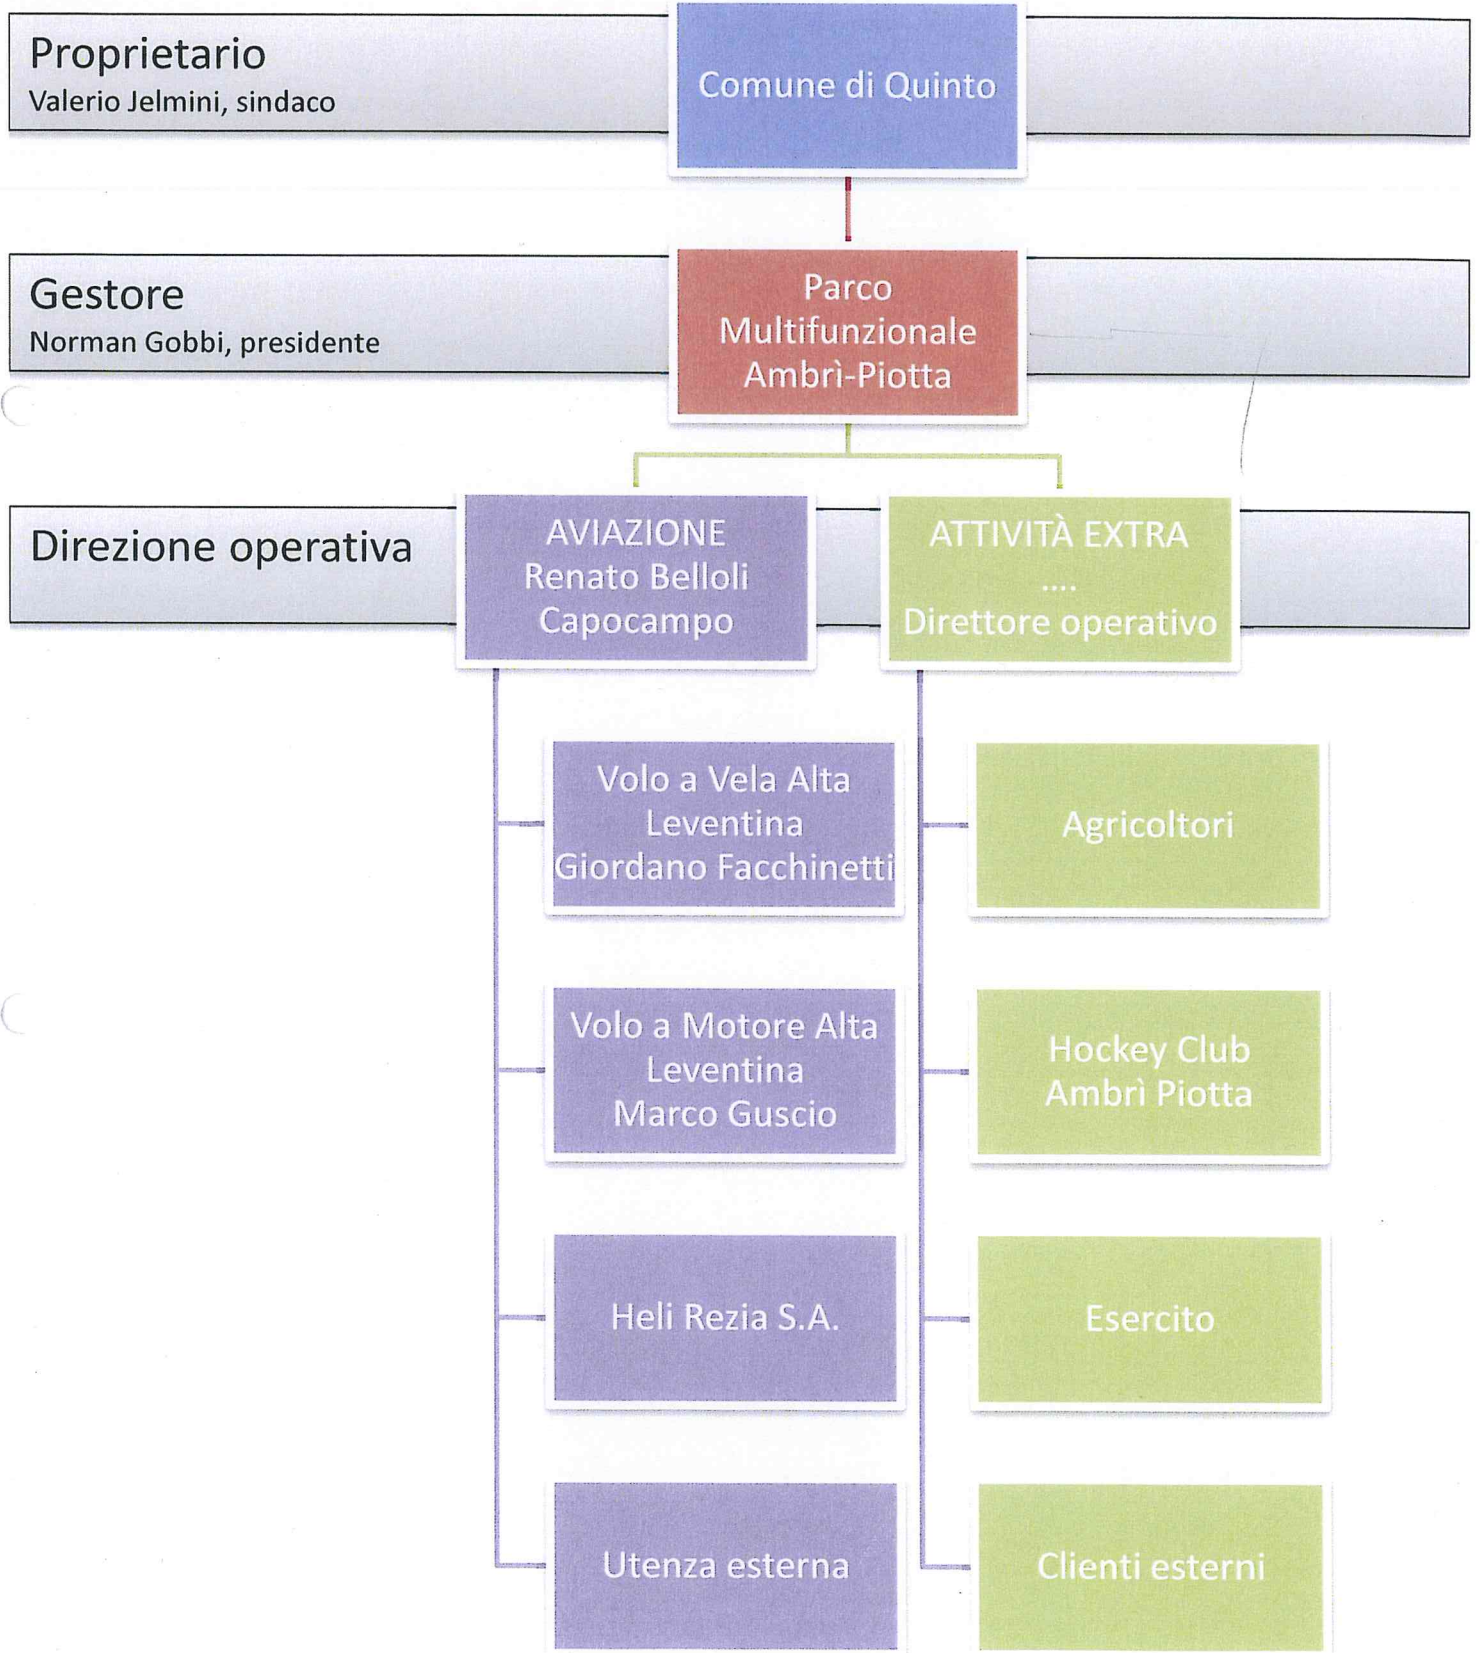 Proprietario
Valerio Jelmini, sindaco
Comune di Quinto
Gestore
Norman Gobbi, presidente
Parco
Multifunzionale
Ambrì-Piotta
Direzione operativa
AVIAZIONE
Renato Belloli
Capocampo
ATTIVITÀ EXTRA
....
Direttore operativo
Volo a Vela Alta
Leventina
Giordano Facchinetti
Agricoltori
Volo a Motore Alta
Leventina
Marco Guscio
Hockey Club
Ambrì Piotta
Heli Rezia S.A.
Esercito
Utenza esterna
Clienti esterni